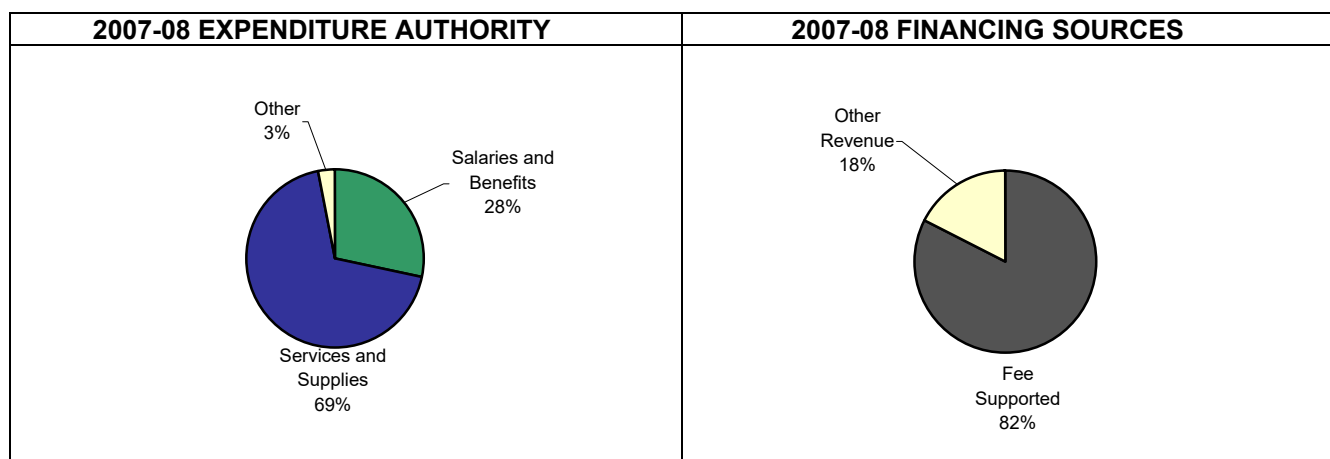 2007-08 EXPENDITURE AUTHORITY
2007-08 FINANCING SOURCES
Other
3%
Salaries and
Benefits
28%
Services and
Supplies
69%
Other
Revenue
18%
Fee
Supported
82%